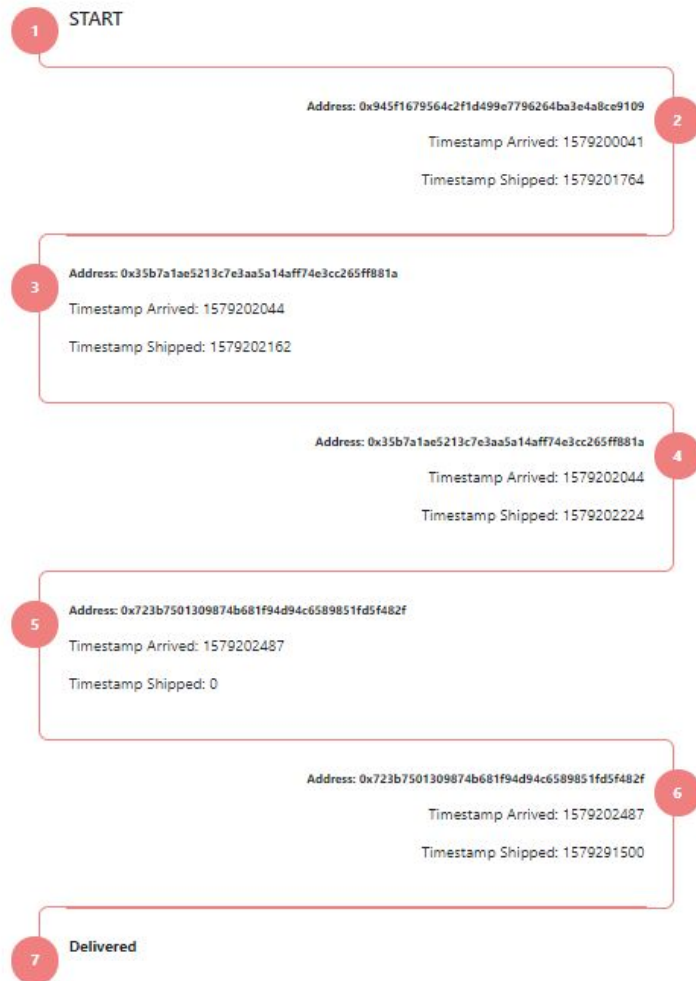 1
START
Address: 0x945f1679564c2f1d499e7796264ba3e4a8ce9109
2
Timestamp Arrived: 1579200041
Timestamp Shipped: 1579201764
Address: 0x35b7a1ae5213c7e3aa5a14aff74e3cc265ff881a
3
Timestamp Arrived: 1579202044
Timestamp Shipped: 1579202162
Address: 0x35b7a1ae5213c7e3aa5a14aff74e3cc265ff881a
4
Timestamp Arrived: 1579202044
Timestamp Shipped: 1579202224
Address: 0x723b7501309874b681f94d94c6589851fd5f482f
5
Timestamp Arrived: 1579202487
Timestamp Shipped: 0
Address: 0x723b7501309874b681f94d94c6589851fd5f482f
6
Timestamp Arrived: 1579202487
Timestamp Shipped: 1579291500
Delivered
7